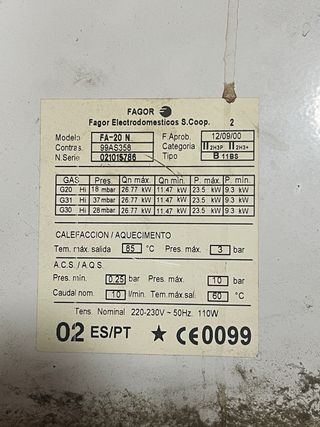 FAGOR
Fagor Electrodomesticos S.Coop. 2
Modelo FA-20 N F.Aprob. 12/09/00
Contras. 99AS358 Categoria II2H3P II2H3+
N.Serie 021015786 Tipo B 11BS
GAS Pres. Qn máx. Qn mín. P. máx. P. mín.
G20 Hi 18 mbar 26.77 kW 11.47 kW 23.5 kW 9.3 kW
G31 Hi 37 mbar 26.77 kW 11.47 kW 23.5 kW 9.3 kW
G30 Hi 28 mbar 26.77 kW 11.47 kW 23.5 kW 9.3 kW
CALEFACCION / AQUECIMENTO
Tem. máx. salida 85 °C Pres. máx. 3 bar
A.C.S. / A.Q.S
Pres. mín. 0.25 bar Pres. máx. 10 bar
Caudal nom. 10 l/min. Tem.máx.sal. 60 °C
Tens. Nominal 220-230V ~ 50Hz. 110W
02 ES/PT ★ CE0099